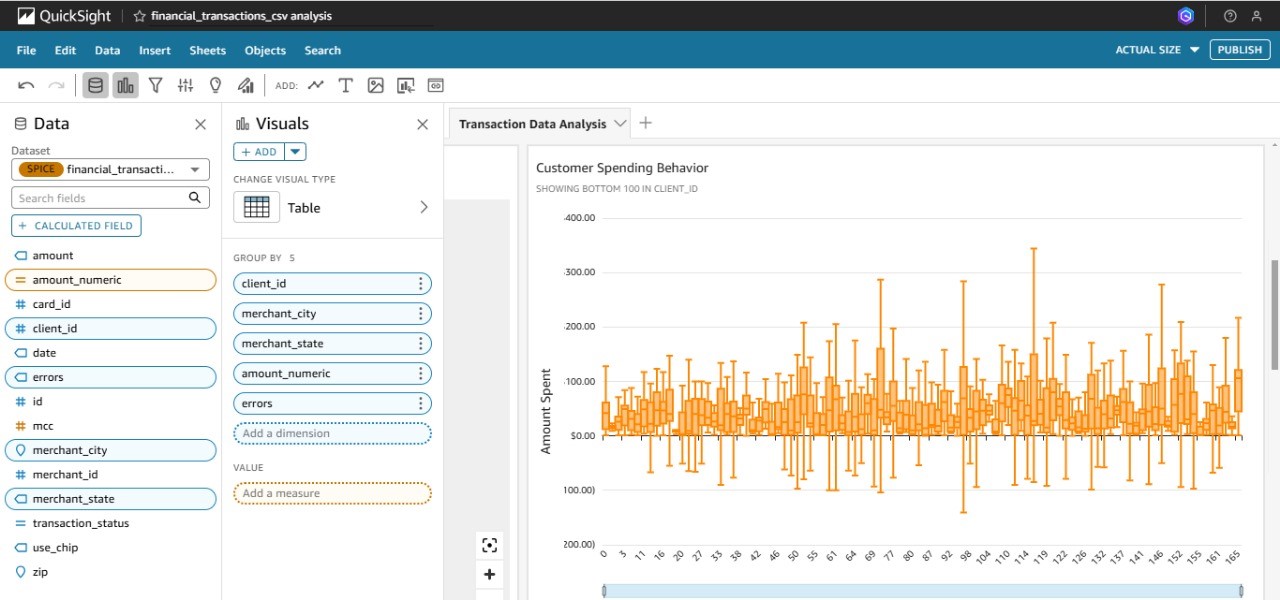 QuickSight financial_transactions_csv analysis
File Edit Data Insert Sheets Objects Search ACTUAL SIZE PUBLISH
ADD:
Data
Dataset
SPICE financial_transacti...
Search fields
+ CALCULATED FIELD
amount
amount_numeric
card_id
client_id
date
errors
id
mcc
merchant_city
merchant_id
merchant_state
transaction_status
use_chip
zip
Visuals
+ ADD
CHANGE VISUAL TYPE
Table
GROUP BY 5
client_id
merchant_city
merchant_state
amount_numeric
errors
Add a dimension
VALUE
Add a measure
Transaction Data Analysis
Customer Spending Behavior
SHOWING BOTTOM 100 IN CLIENT_ID
Amount Spent
400.00
300.00
200.00
100.00
$0.00
100.00)
200.00)
0 3 11 16 20 27 33 38 42 46 50 55 61 64 69 77 80 87 92 98 104 110 114 119 122 126 132 137 141 146 152 155 161 165